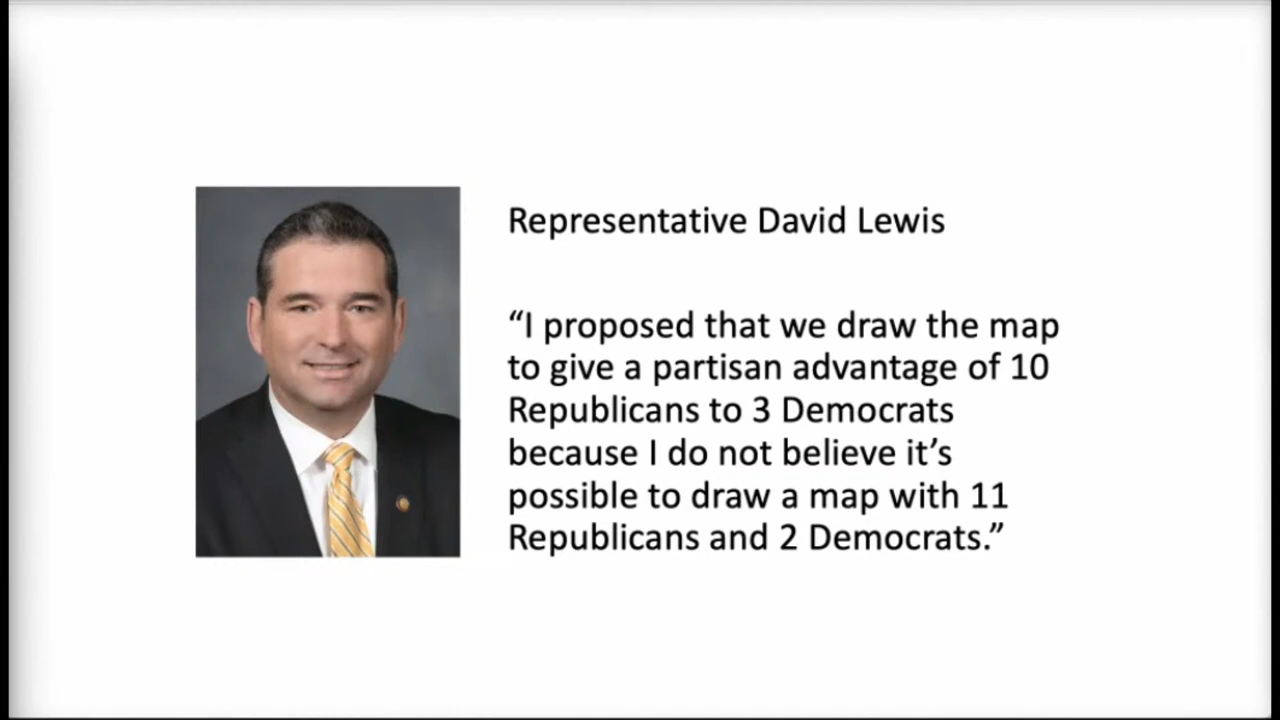 Representative David Lewis
“I proposed that we draw the map
to give a partisan advantage of 10
Republicans to 3 Democrats
because I do not believe it’s
possible to draw a map with 11
Republicans and 2 Democrats.”